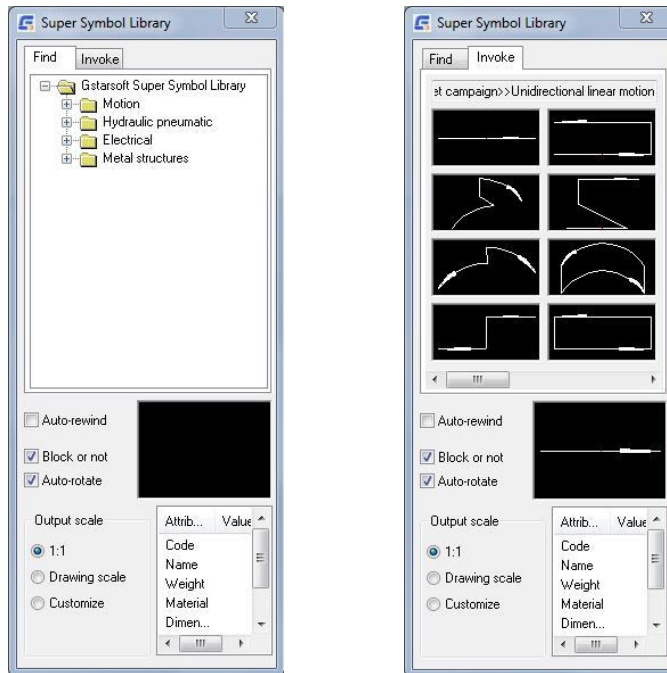 Super Symbol Library
Find Invoke
Gstarsoft Super Symbol Library
Motion
Hydraulic pneumatic
Electrical
Metal structures
Auto-rewind
Block or not
Auto-rotate
Output scale
1:1
Drawing scale
Customize
Attrib... Value
Code
Name
Weight
Material
Dimen...
Super Symbol Library
Find Invoke
et campaign>>Unidirectional linear motion
Auto-rewind
Block or not
Auto-rotate
Output scale
1:1
Drawing scale
Customize
Attrib... Value
Code
Name
Weight
Material
Dimen...